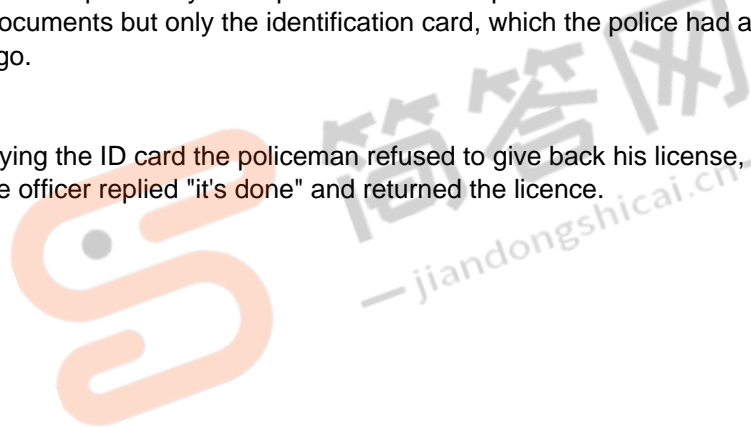 ocuments but only the identification card, which the police had a
go.
ying the ID card the policeman refused to give back his license,
e officer replied "it's done" and returned the licence.
简答网
jiandongshicai.cn